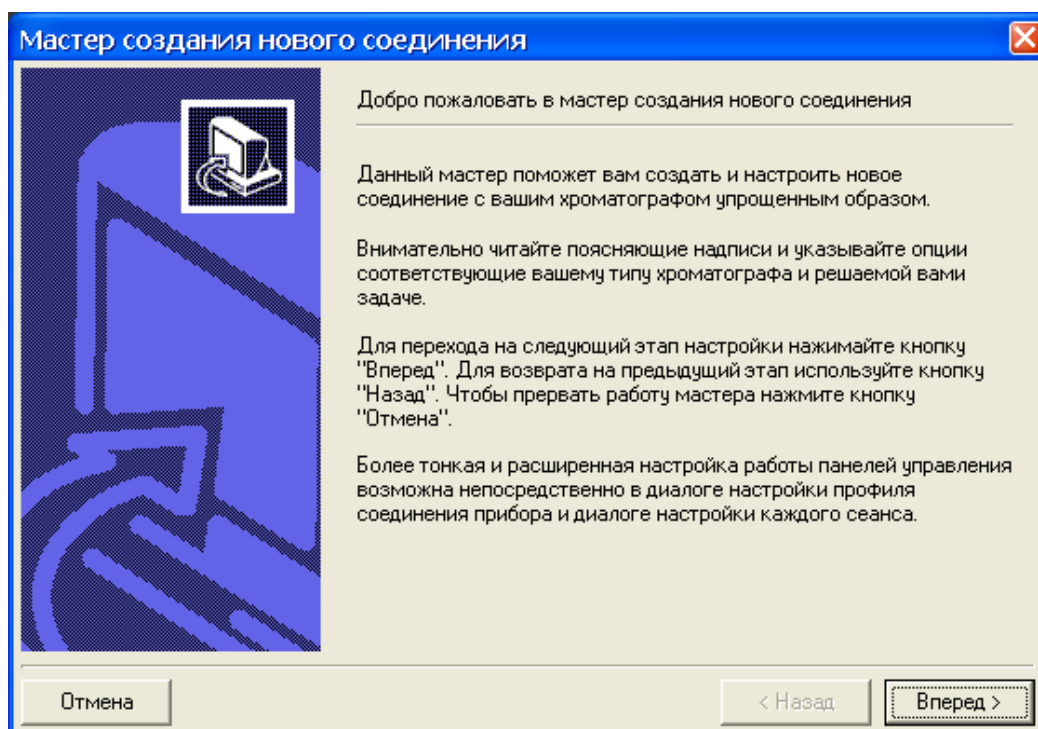 Мастер создания нового соединения
Добро пожаловать в мастер создания нового соединения
Данный мастер поможет вам создать и настроить новое
соединение с вашим хроматографом упрощенным образом.
Внимательно читайте поясняющие надписи и указывайте опции
соответствующие вашему типу хроматографа и решаемой вами
задаче.
Для перехода на следующий этап настройки нажимайте кнопку
"Вперед". Для возврата на предыдущий этап используйте кнопку
"Назад". Чтобы прервать работу мастера нажмите кнопку
"Отмена".
Более тонкая и расширенная настройка работы панелей управления
возможна непосредственно в диалоге настройки профиля
соединения прибора и диалоге настройки каждого сеанса.
Отмена < Назад Вперед >